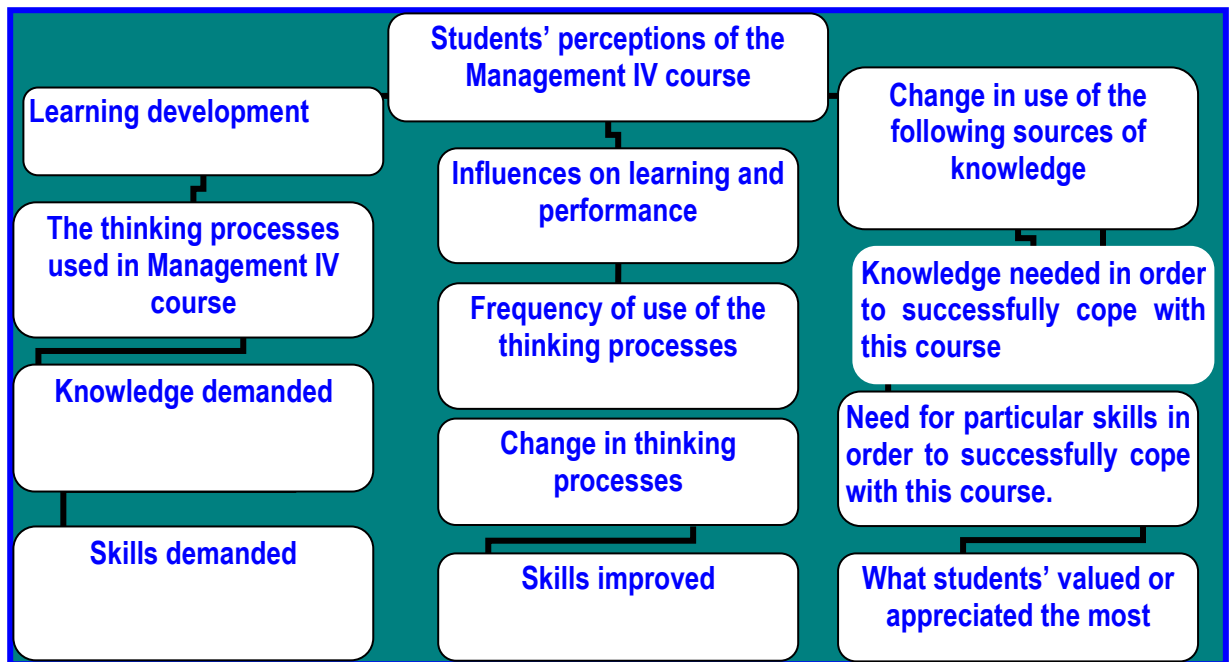 Students’ perceptions of the
Management IV course
Learning development
The thinking processes
used in Management IV
course
Knowledge demanded
Skills demanded
Influences on learning and
performance
Frequency of use of the
thinking processes
Change in thinking
processes
Skills improved
Change in use of the
following sources of
knowledge
Knowledge needed in order
to successfully cope with
this course
Need for particular skills in
order to successfully cope
with this course.
What students’ valued or
appreciated the most